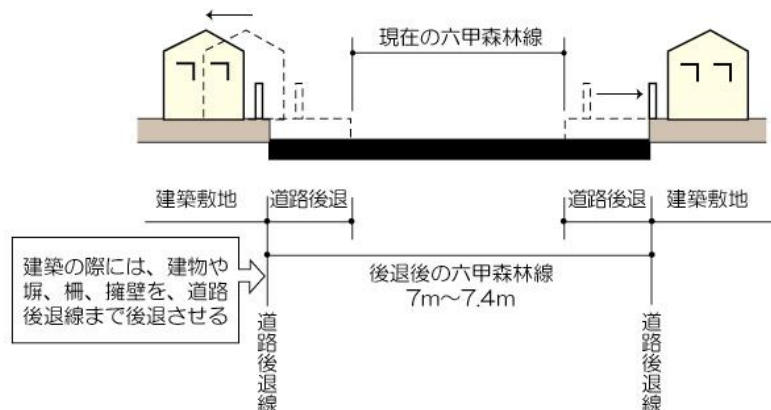 現在の六甲森林線
建築敷地
道路後退
道路後退
建築敷地
建築の際には、建物や
塀、柵、擁壁を、道路
後退線まで後退させる
後退後の六甲森林線
7m〜7.4m
道路後退線
道路後退線